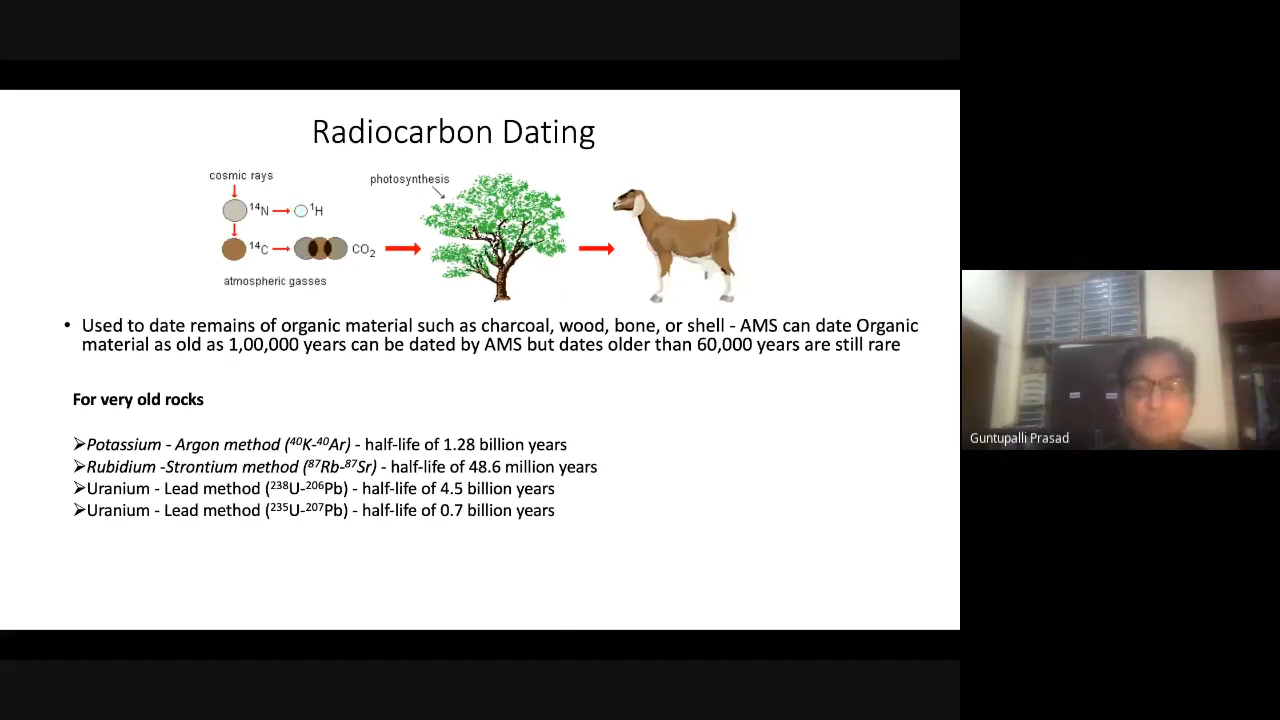 Radiocarbon Dating
cosmic rays
photosynthesis
¹⁴N
¹H
¹⁴C
CO₂
atmospheric gasses
• Used to date remains of organic material such as charcoal, wood, bone, or shell - AMS can date Organic
material as old as 1,00,000 years can be dated by AMS but dates older than 60,000 years are still rare
For very old rocks
⮚Potassium - Argon method (⁴⁰K-⁴⁰Ar) - half-life of 1.28 billion years
⮚Rubidium -Strontium method (⁸⁷Rb-⁸⁷Sr) - half-life of 48.6 million years
⮚Uranium - Lead method (²³⁸U-²⁰⁶Pb) - half-life of 4.5 billion years
⮚Uranium - Lead method (²³⁵U-²⁰⁷Pb) - half-life of 0.7 billion years
Guntupalli Prasad